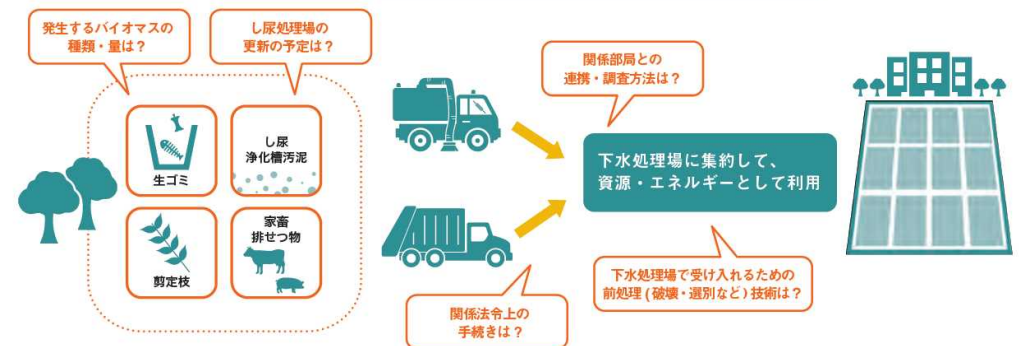 発生するバイオマスの
種類・量は？
し尿処理場の
更新の予定は？
生ゴミ
し尿
浄化槽汚泥
剪定枝
家畜
排せつ物
関係部局との
連携・調査方法は？
下水処理場に集約して、
資源・エネルギーとして利用
関係法令上の
手続きは？
下水処理場で受け入れるための
前処理(破壊・選別など)技術は？